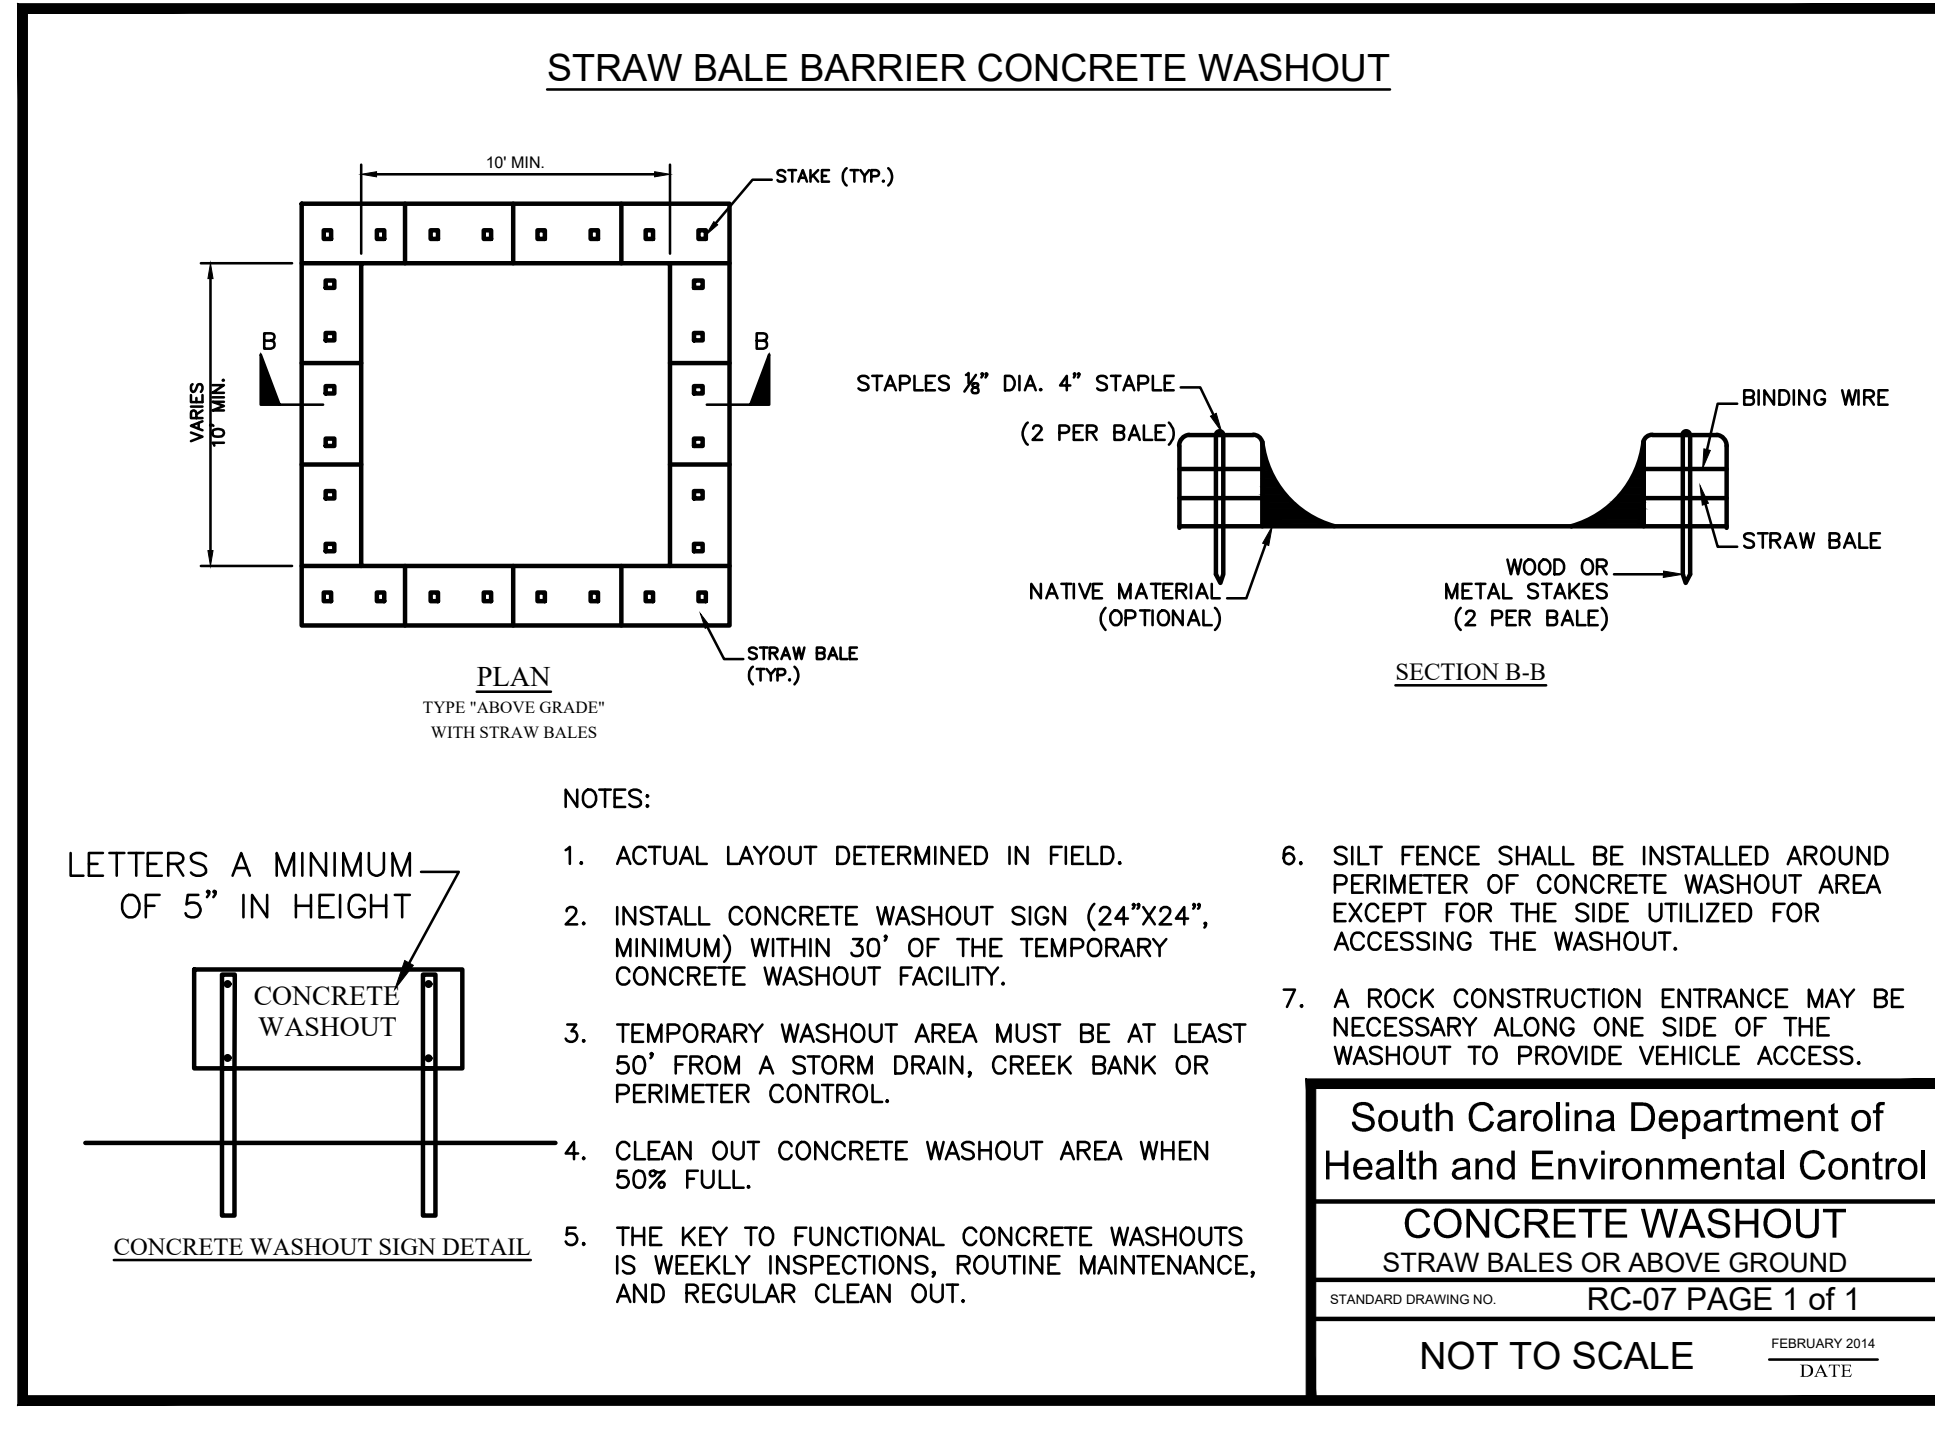 STRAW BALE BARRIER CONCRETE WASHOUT
10' MIN.
STAKE (TYP.)
B
B
VARIES
10' MIN.
STRAW BALE
(TYP.)
PLAN
TYPE "ABOVE GRADE"
WITH STRAW BALES
STAPLES ⅛" DIA. 4" STAPLE
(2 PER BALE)
BINDING WIRE
STRAW BALE
NATIVE MATERIAL
(OPTIONAL)
WOOD OR
METAL STAKES
(2 PER BALE)
SECTION B-B
LETTERS A MINIMUM
OF 5" IN HEIGHT
CONCRETE
WASHOUT
CONCRETE WASHOUT SIGN DETAIL
NOTES:
1. ACTUAL LAYOUT DETERMINED IN FIELD.
2. INSTALL CONCRETE WASHOUT SIGN (24"X24",
MINIMUM) WITHIN 30' OF THE TEMPORARY
CONCRETE WASHOUT FACILITY.
3. TEMPORARY WASHOUT AREA MUST BE AT LEAST
50' FROM A STORM DRAIN, CREEK BANK OR
PERIMETER CONTROL.
4. CLEAN OUT CONCRETE WASHOUT AREA WHEN
50% FULL.
5. THE KEY TO FUNCTIONAL CONCRETE WASHOUTS
IS WEEKLY INSPECTIONS, ROUTINE MAINTENANCE,
AND REGULAR CLEAN OUT.
6. SILT FENCE SHALL BE INSTALLED AROUND
PERIMETER OF CONCRETE WASHOUT AREA
EXCEPT FOR THE SIDE UTILIZED FOR
ACCESSING THE WASHOUT.
7. A ROCK CONSTRUCTION ENTRANCE MAY BE
NECESSARY ALONG ONE SIDE OF THE
WASHOUT TO PROVIDE VEHICLE ACCESS.
South Carolina Department of
Health and Environmental Control
CONCRETE WASHOUT
STRAW BALES OR ABOVE GROUND
STANDARD DRAWING NO. RC-07 PAGE 1 of 1
NOT TO SCALE
FEBRUARY 2014
DATE